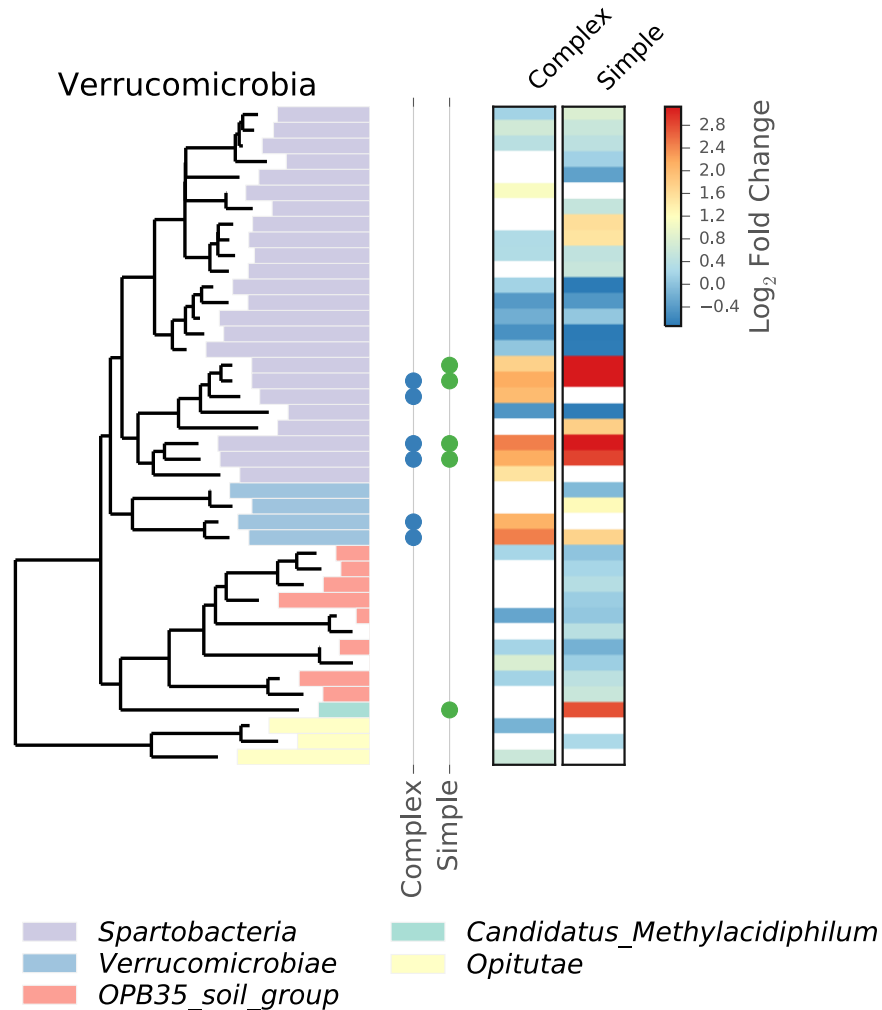 Complex
Simple
Verrucomicrobia
2.8
2.4
2.0
1.6
1.2
0.8
0.4
0.0
−0.4
Log2 Fold Change
Complex
Simple
Spartobacteria
Verrucomicrobiae
OPB35_soil_group
Candidatus_Methylacidiphilum
Opitutae